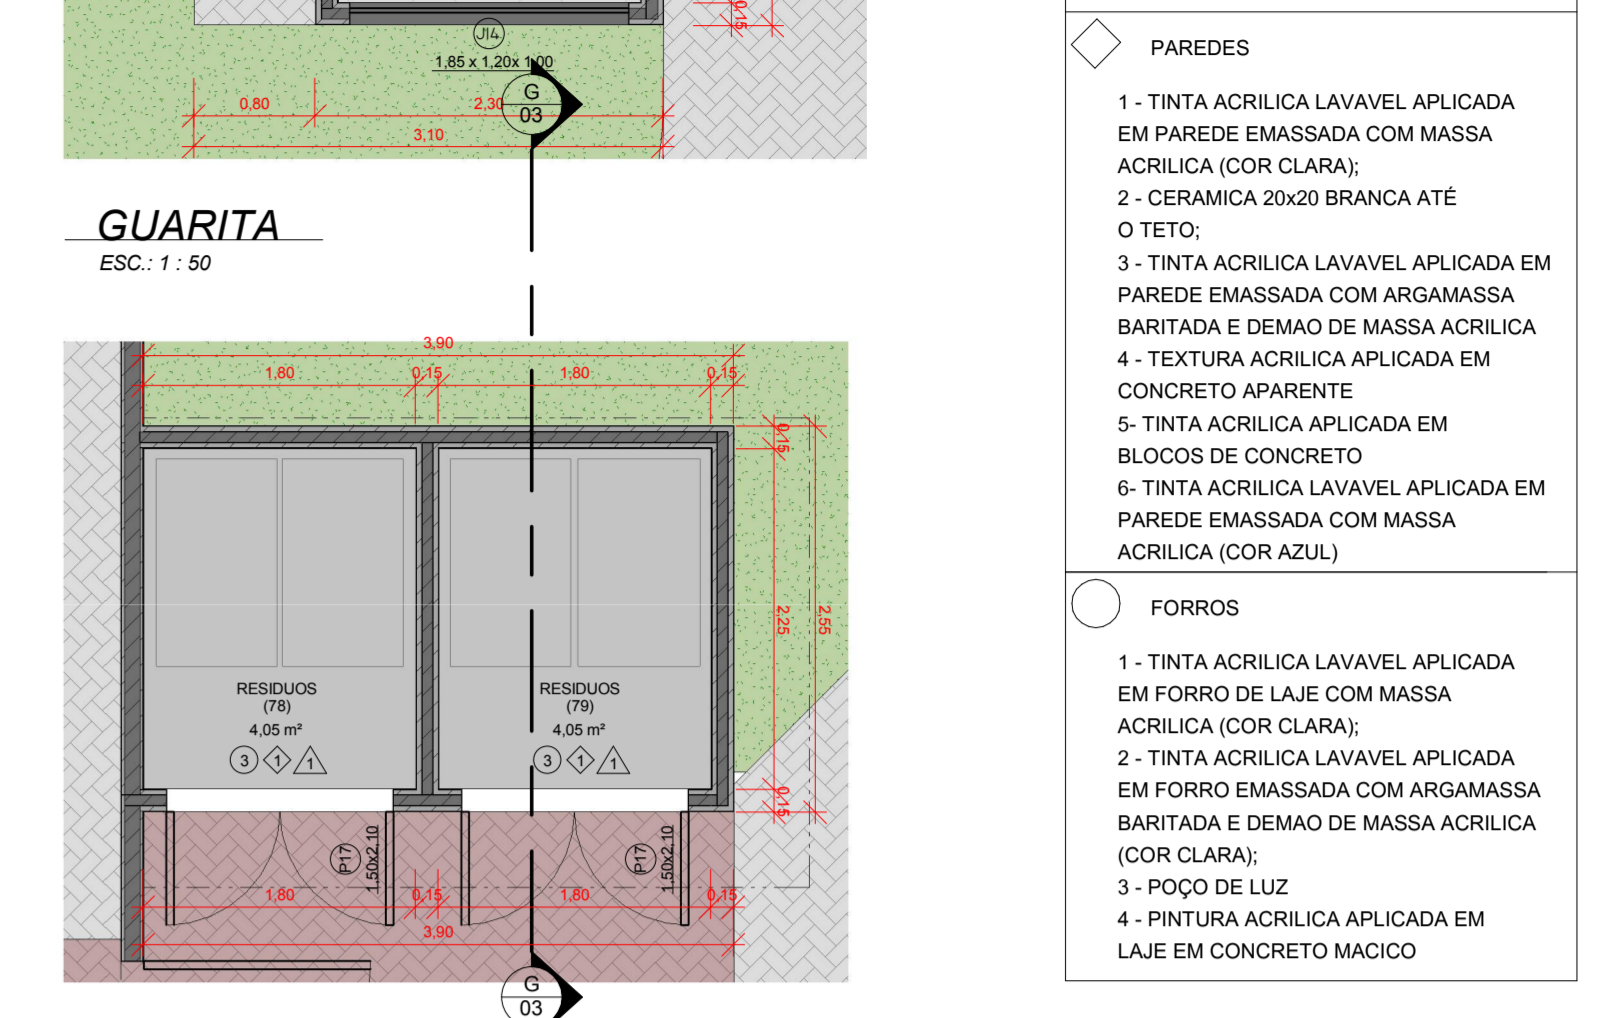 0,15
J14
1,85 x 1,20x 1,00
G
03
0,80
2,30
3,10
GUARITA
ESC.: 1 : 50
3,90
1,80
0,15
1,80
0,15
0,15
2,25
2,55
0,15
RESIDUOS
(78)
4,05 m²
3
1
1
RESIDUOS
(79)
4,05 m²
3
1
1
P17
1,50x2,10
P17
1,50x2,10
1,80
0,15
1,80
0,15
3,90
G
03
PAREDES
1 - TINTA ACRILICA LAVAVEL APLICADA
EM PAREDE EMASSADA COM MASSA
ACRILICA (COR CLARA);
2 - CERAMICA 20x20 BRANCA ATÉ
O TETO;
3 - TINTA ACRILICA LAVAVEL APLICADA EM
PAREDE EMASSADA COM ARGAMASSA
BARITADA E DEMAO DE MASSA ACRILICA
4 - TEXTURA ACRILICA APLICADA EM
CONCRETO APARENTE
5- TINTA ACRILICA APLICADA EM
BLOCOS DE CONCRETO
6- TINTA ACRILICA LAVAVEL APLICADA EM
PAREDE EMASSADA COM MASSA
ACRILICA (COR AZUL)
FORROS
1 - TINTA ACRILICA LAVAVEL APLICADA
EM FORRO DE LAJE COM MASSA
ACRILICA (COR CLARA);
2 - TINTA ACRILICA LAVAVEL APLICADA
EM FORRO EMASSADA COM ARGAMASSA
BARITADA E DEMAO DE MASSA ACRILICA
(COR CLARA);
3 - POÇO DE LUZ
4 - PINTURA ACRILICA APLICADA EM
LAJE EM CONCRETO MACICO